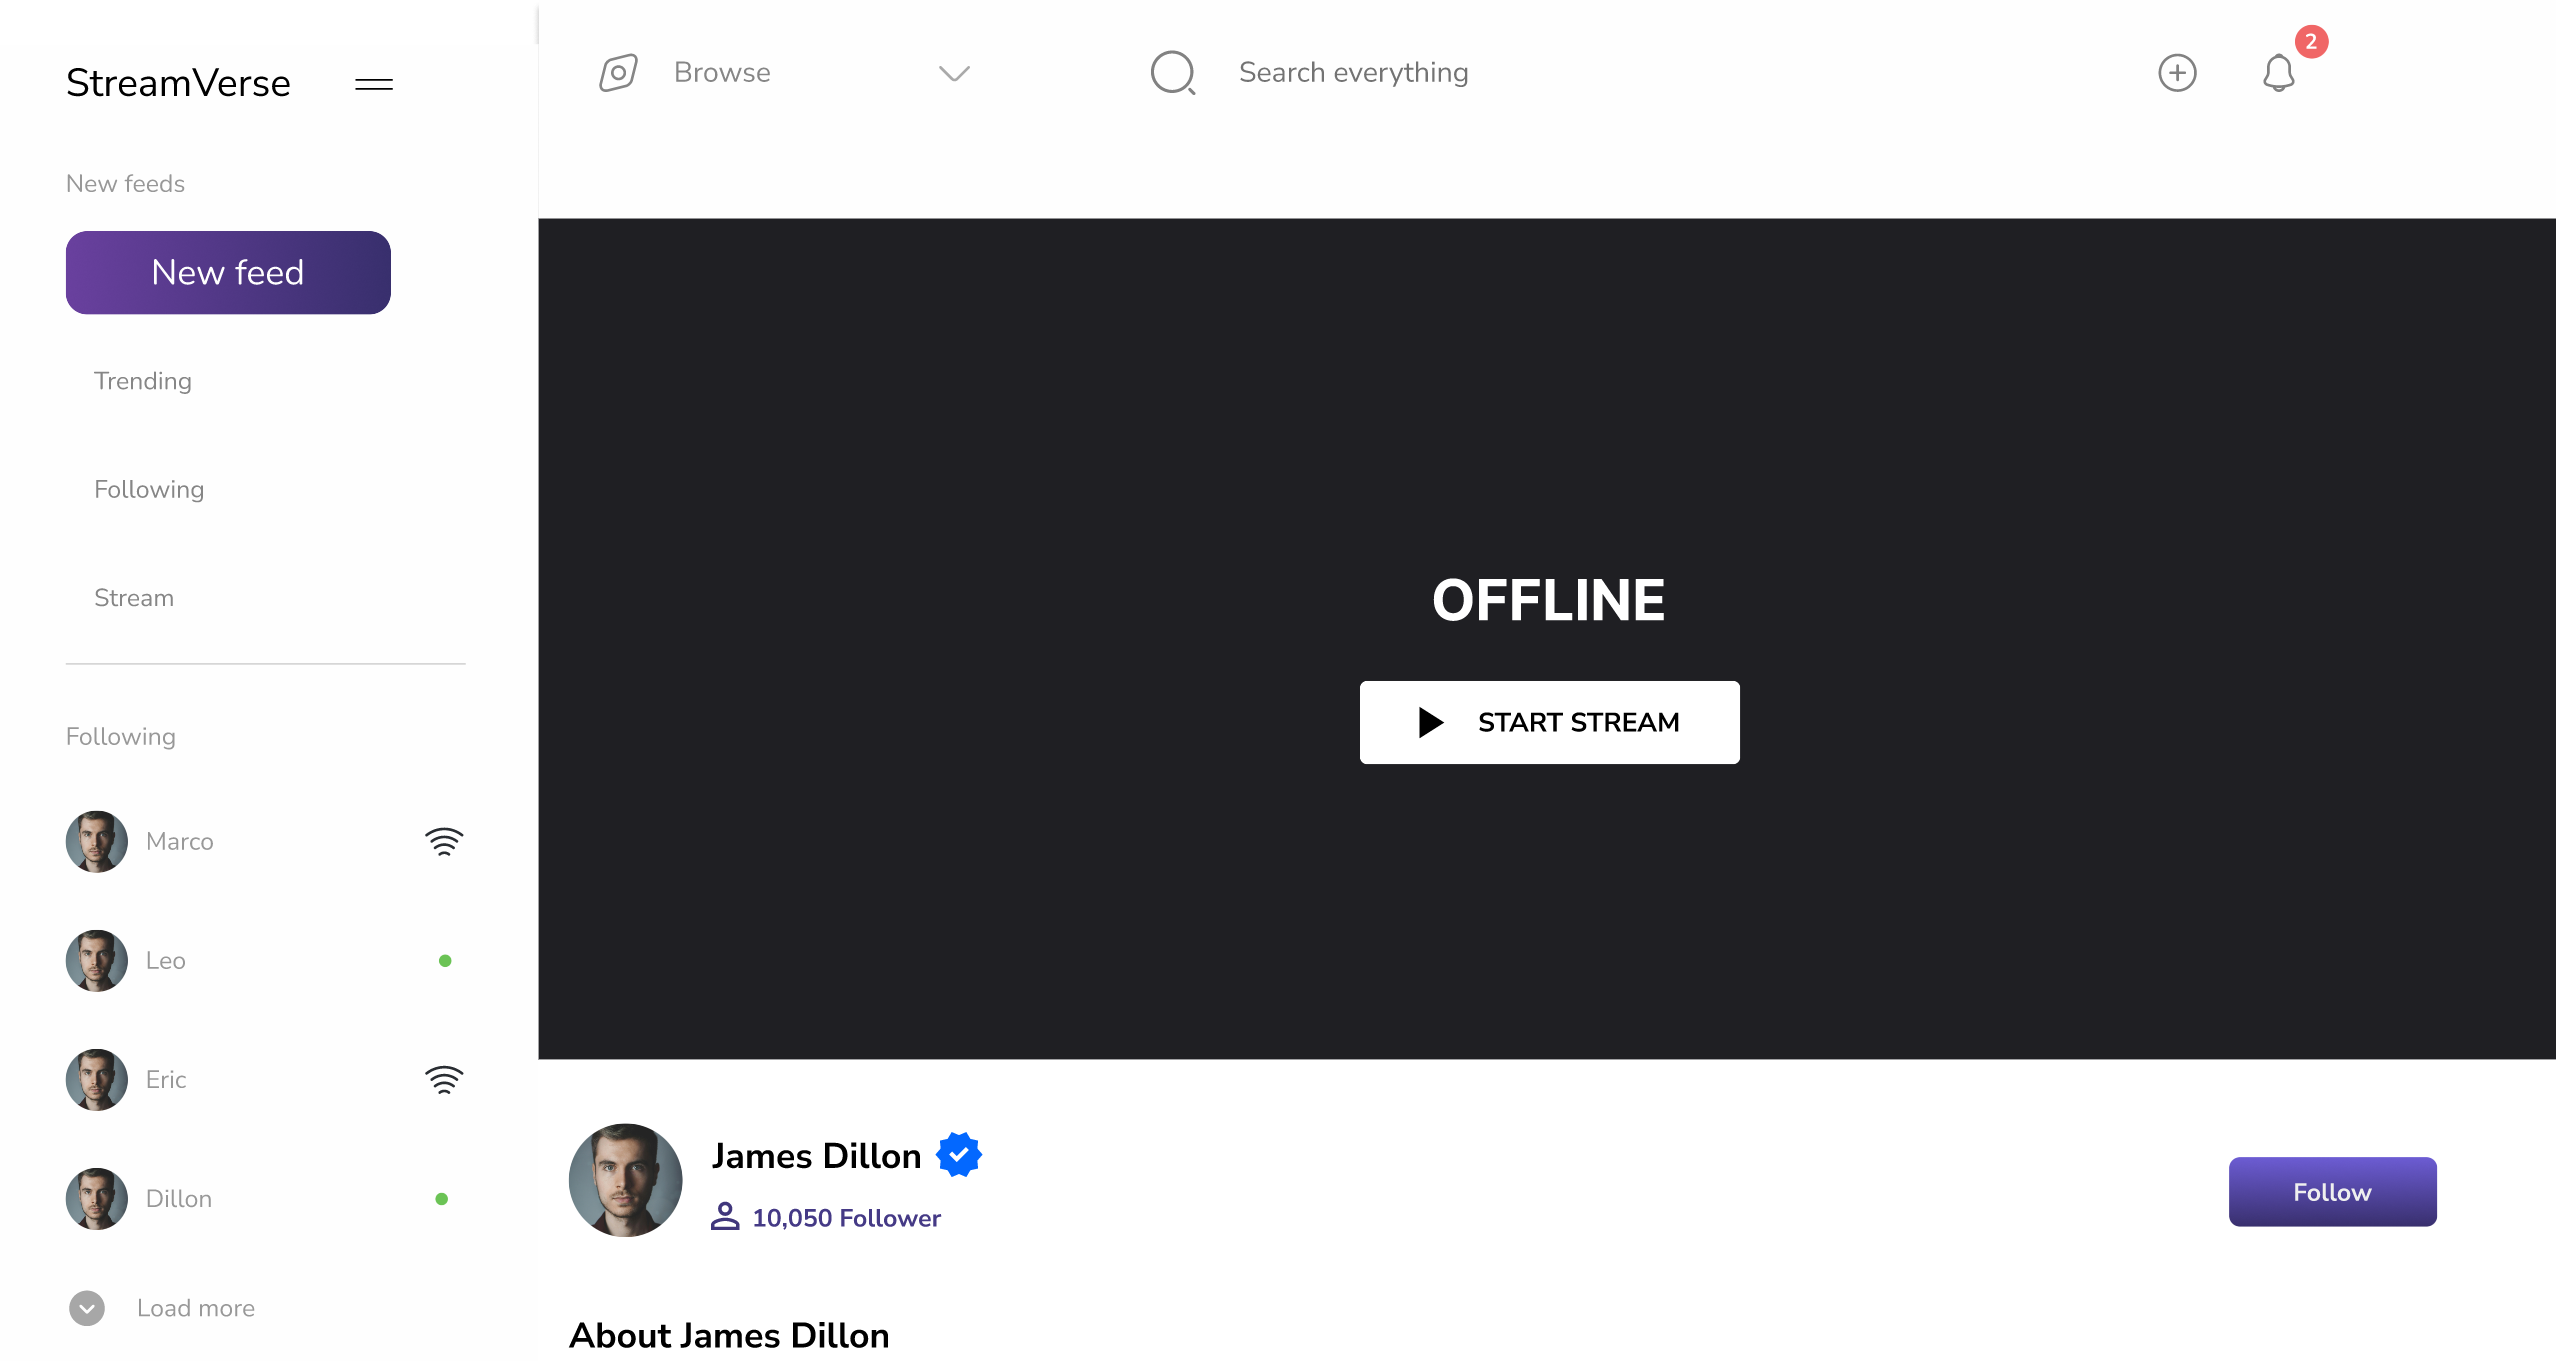 StreamVerse
New feeds
New feed
Trending
Following
Stream
Following
Marco
Leo
Eric
Dillon
Load more
Browse
Search everything
2
OFFLINE
START STREAM
James Dillon
10,050 Follower
Follow
About James Dillon